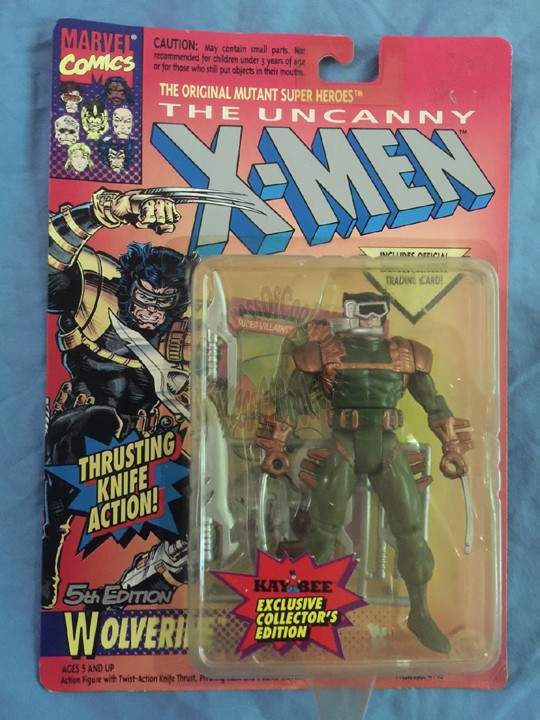 MARVEL®
COMICS
CAUTION: May contain small parts. Not
recommended for children under 3 years of age
or for those who still put objects in their mouths.
THE ORIGINAL MUTANT SUPER HEROES™
THE UNCANNY
X-MEN™
INCLUDES OFFICIAL
TRADING CARD!
SUPER VILLAINS
THRUSTING
KNIFE
ACTION!
KAY BEE
EXCLUSIVE
COLLECTOR'S
EDITION
5th EDITION
WOLVERINE
AGES 5 AND UP
Action Figure with Twist-Action Knife Thrust,